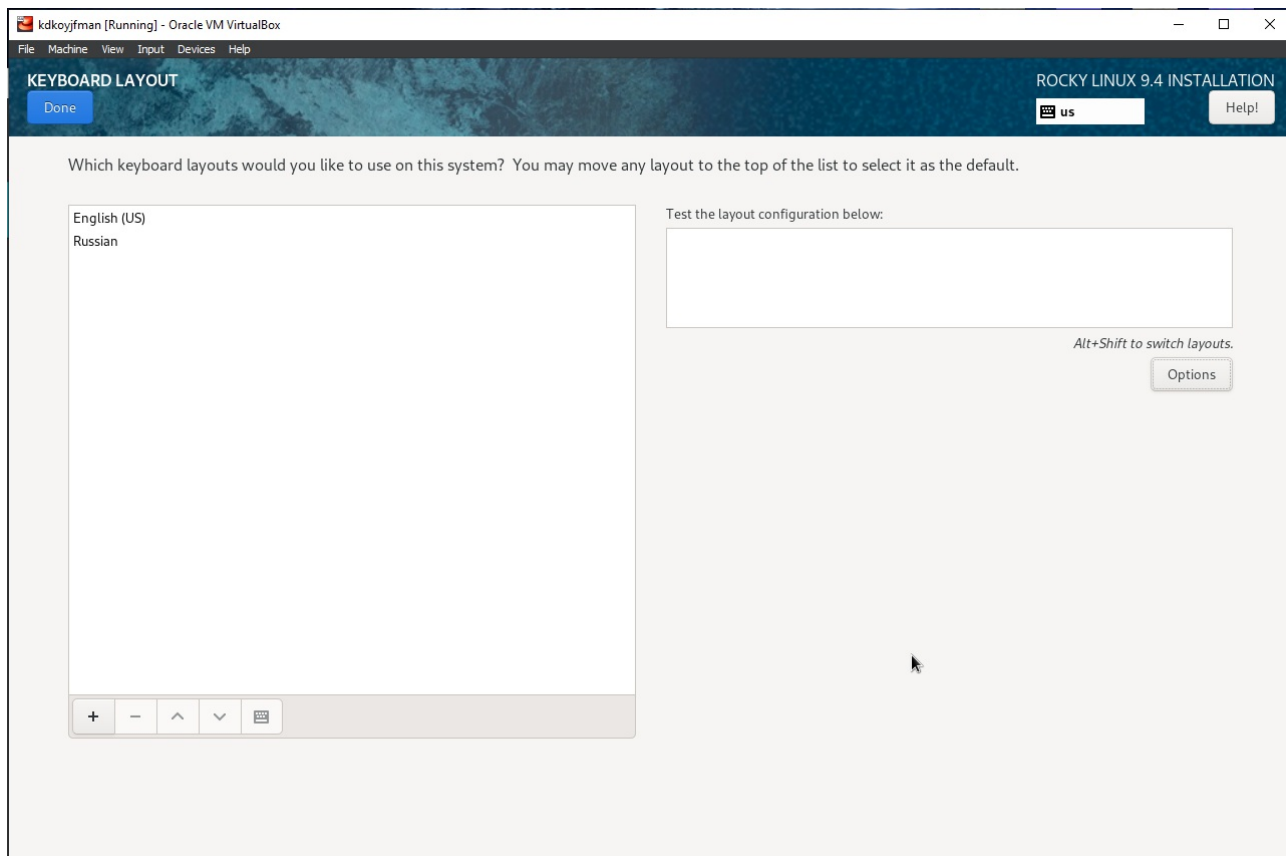 kdkoyjfman [Running] - Oracle VM VirtualBox
File Machine View Input Devices Help
KEYBOARD LAYOUT
ROCKY LINUX 9.4 INSTALLATION
Done
us
Help!
Which keyboard layouts would you like to use on this system? You may move any layout to the top of the list to select it as the default.
English (US)
Russian
Test the layout configuration below:
Alt+Shift to switch layouts.
Options